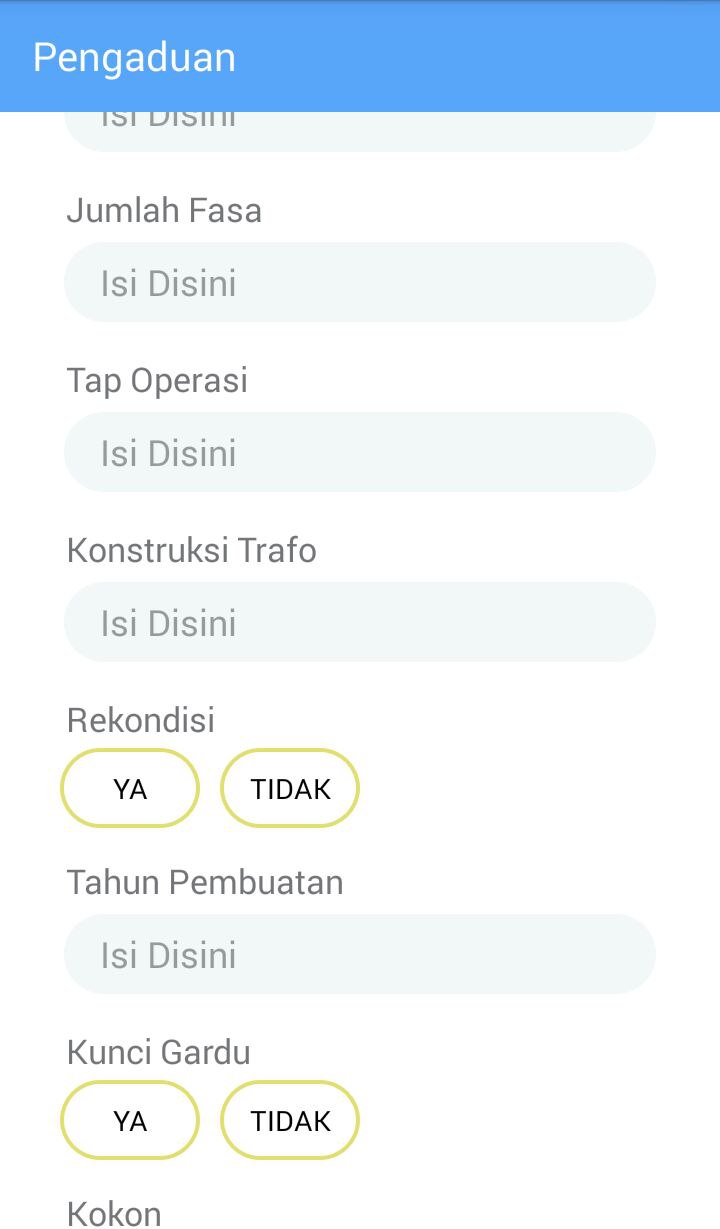 Pengaduan
Isi Disini
Jumlah Fasa
Isi Disini
Tap Operasi
Isi Disini
Konstruksi Trafo
Isi Disini
Rekondisi
YA TIDAK
Tahun Pembuatan
Isi Disini
Kunci Gardu
YA TIDAK
Kokon